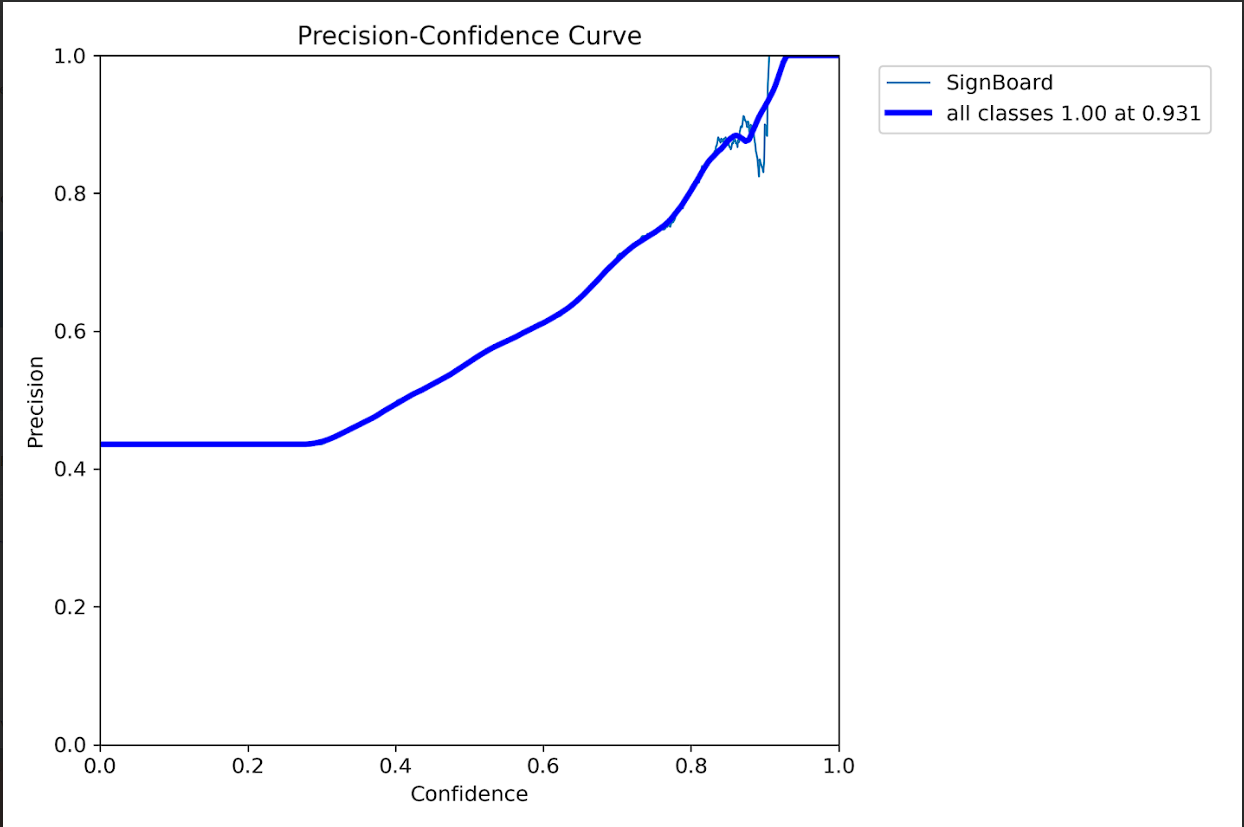 Precision-Confidence Curve
SignBoard
all classes 1.00 at 0.931
1.0
0.8
0.6
0.4
0.2
0.0
Precision
0.0 0.2 0.4 0.6 0.8 1.0
Confidence